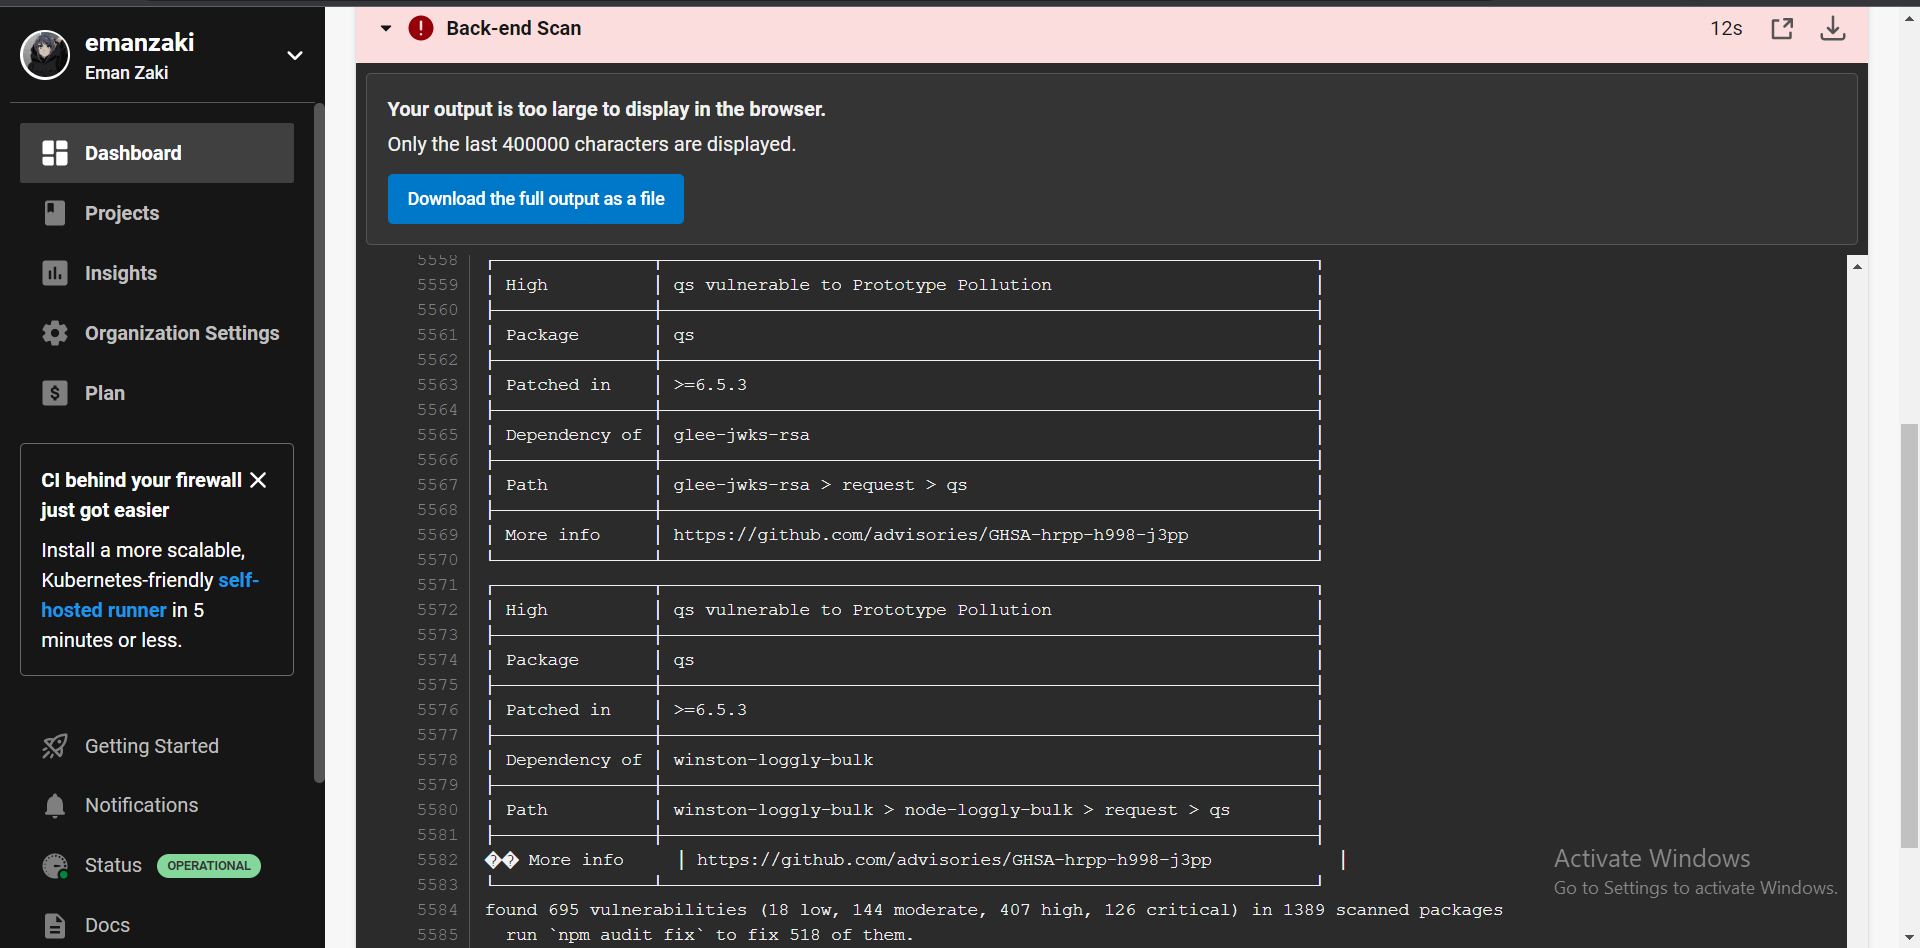 emanzaki
Eman Zaki
Dashboard
Projects
Insights
Organization Settings
Plan
CI behind your firewall
just got easier
Install a more scalable,
Kubernetes-friendly self-
hosted runner in 5
minutes or less.
Getting Started
Notifications
Status OPERATIONAL
Docs
Back-end Scan 12s
Your output is too large to display in the browser.
Only the last 400000 characters are displayed.
Download the full output as a file
5558
5559 High qs vulnerable to Prototype Pollution
5560
5561 Package qs
5562
5563 Patched in >=6.5.3
5564
5565 Dependency of glee-jwks-rsa
5566
5567 Path glee-jwks-rsa > request > qs
5568
5569 More info https://github.com/advisories/GHSA-hrpp-h998-j3pp
5570
5571
5572 High qs vulnerable to Prototype Pollution
5573
5574 Package qs
5575
5576 Patched in >=6.5.3
5577
5578 Dependency of winston-loggly-bulk
5579
5580 Path winston-loggly-bulk > node-loggly-bulk > request > qs
5581
5582 �� More info https://github.com/advisories/GHSA-hrpp-h998-j3pp
5583
5584 found 695 vulnerabilities (18 low, 144 moderate, 407 high, 126 critical) in 1389 scanned packages
5585 run `npm audit fix` to fix 518 of them.
Activate Windows
Go to Settings to activate Windows.